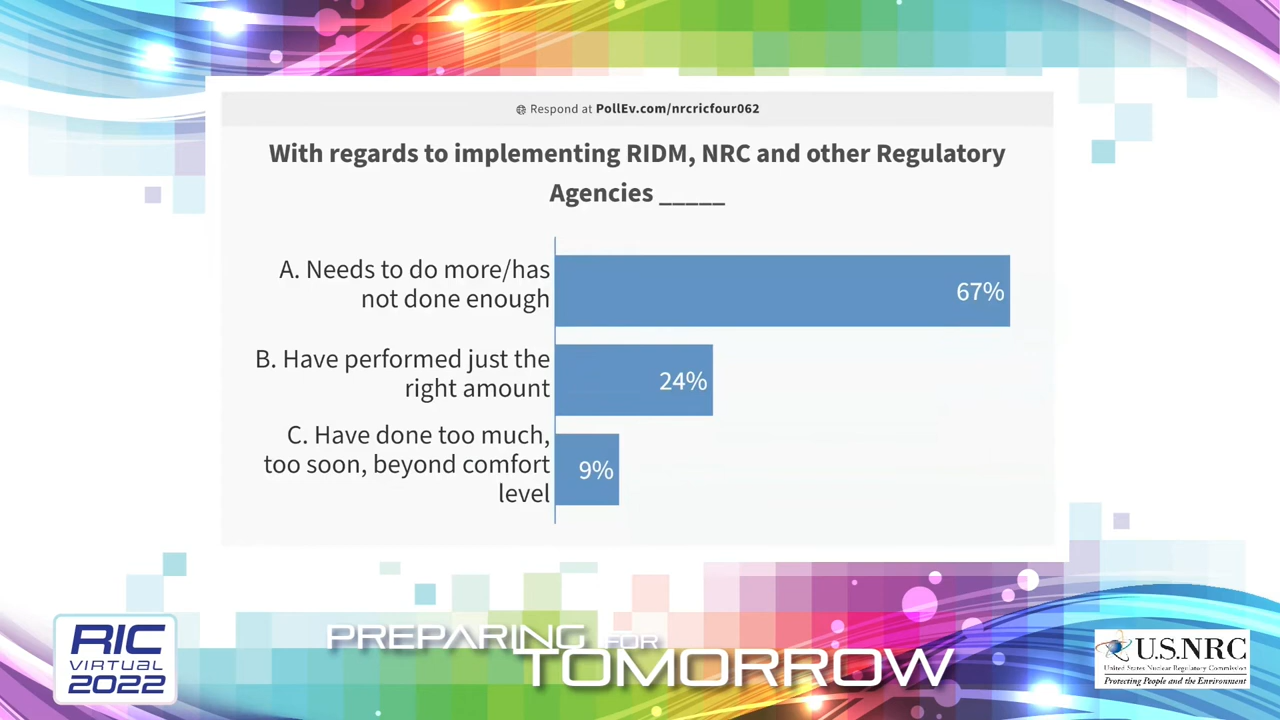 Respond at PollEv.com/nrcricfour062
With regards to implementing RIDM, NRC and other Regulatory
Agencies _____
A. Needs to do more/has
not done enough
67%
B. Have performed just the
right amount
24%
C. Have done too much,
too soon, beyond comfort
level
9%
RIC
VIRTUAL
2022
PREPARING FOR
TOMORROW
U.S.NRC
United States Nuclear Regulatory Commission
Protecting People and the Environment